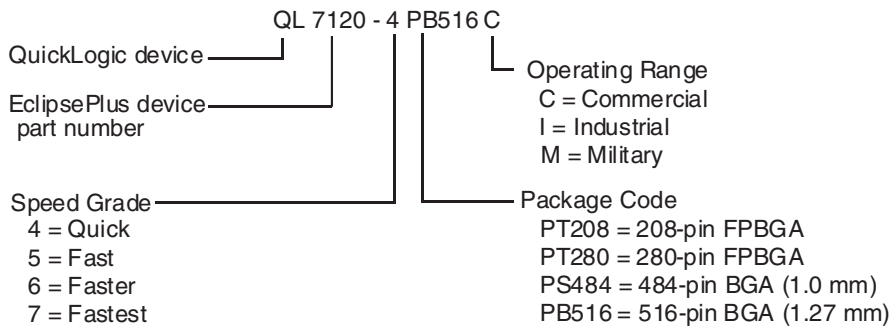 QL 7120 - 4 PB516 C
QuickLogic device
EclipsePlus device
part number
Operating Range
C = Commercial
I = Industrial
M = Military
Speed Grade
4 = Quick
5 = Fast
6 = Faster
7 = Fastest
Package Code
PT208 = 208-pin FPBGA
PT280 = 280-pin FPBGA
PS484 = 484-pin BGA (1.0 mm)
PB516 = 516-pin BGA (1.27 mm)